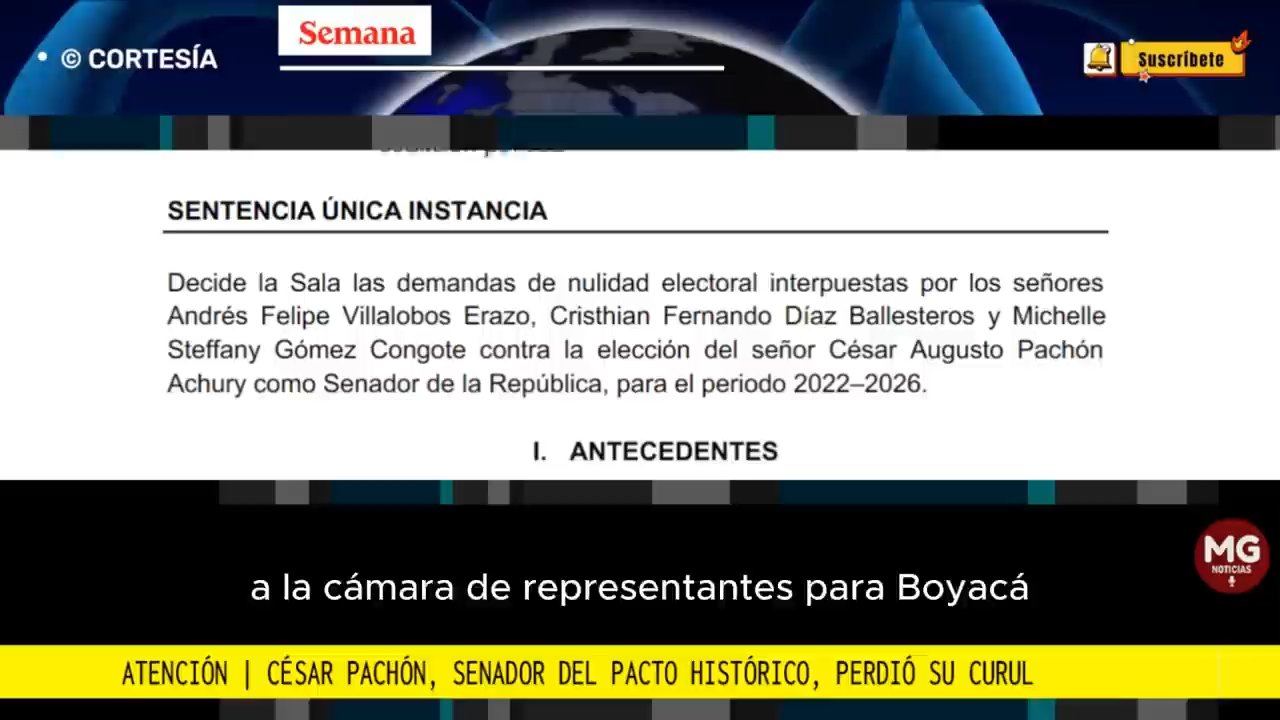 © CORTESÍA
Semana
Suscríbete
SENTENCIA ÚNICA INSTANCIA
Decide la Sala las demandas de nulidad electoral interpuestas por los señores
Andrés Felipe Villalobos Erazo, Cristhian Fernando Díaz Ballesteros y Michelle
Steffany Gómez Congote contra la elección del señor César Augusto Pachón
Achury como Senador de la República, para el periodo 2022–2026.
I. ANTECEDENTES
MG
NOTICIAS
a la cámara de representantes para Boyacá
ATENCIÓN | CÉSAR PACHÓN, SENADOR DEL PACTO HISTÓRICO, PERDIÓ SU CURUL